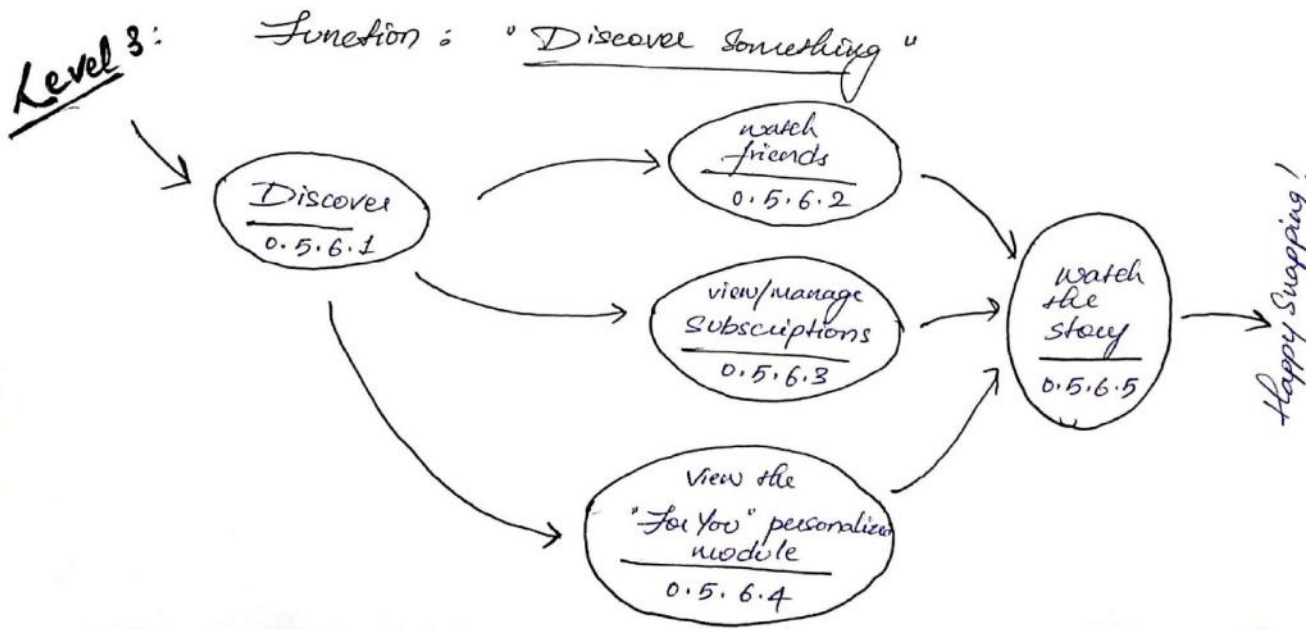 Level 3:
Function: "Discover Something"
Discover
0.5.6.1
watch
friends
0.5.6.2
view/manage
Subscriptions
0.5.6.3
View the
"For You" personalized
module
0.5.6.4
watch
the
story
0.5.6.5
Happy Snapping!